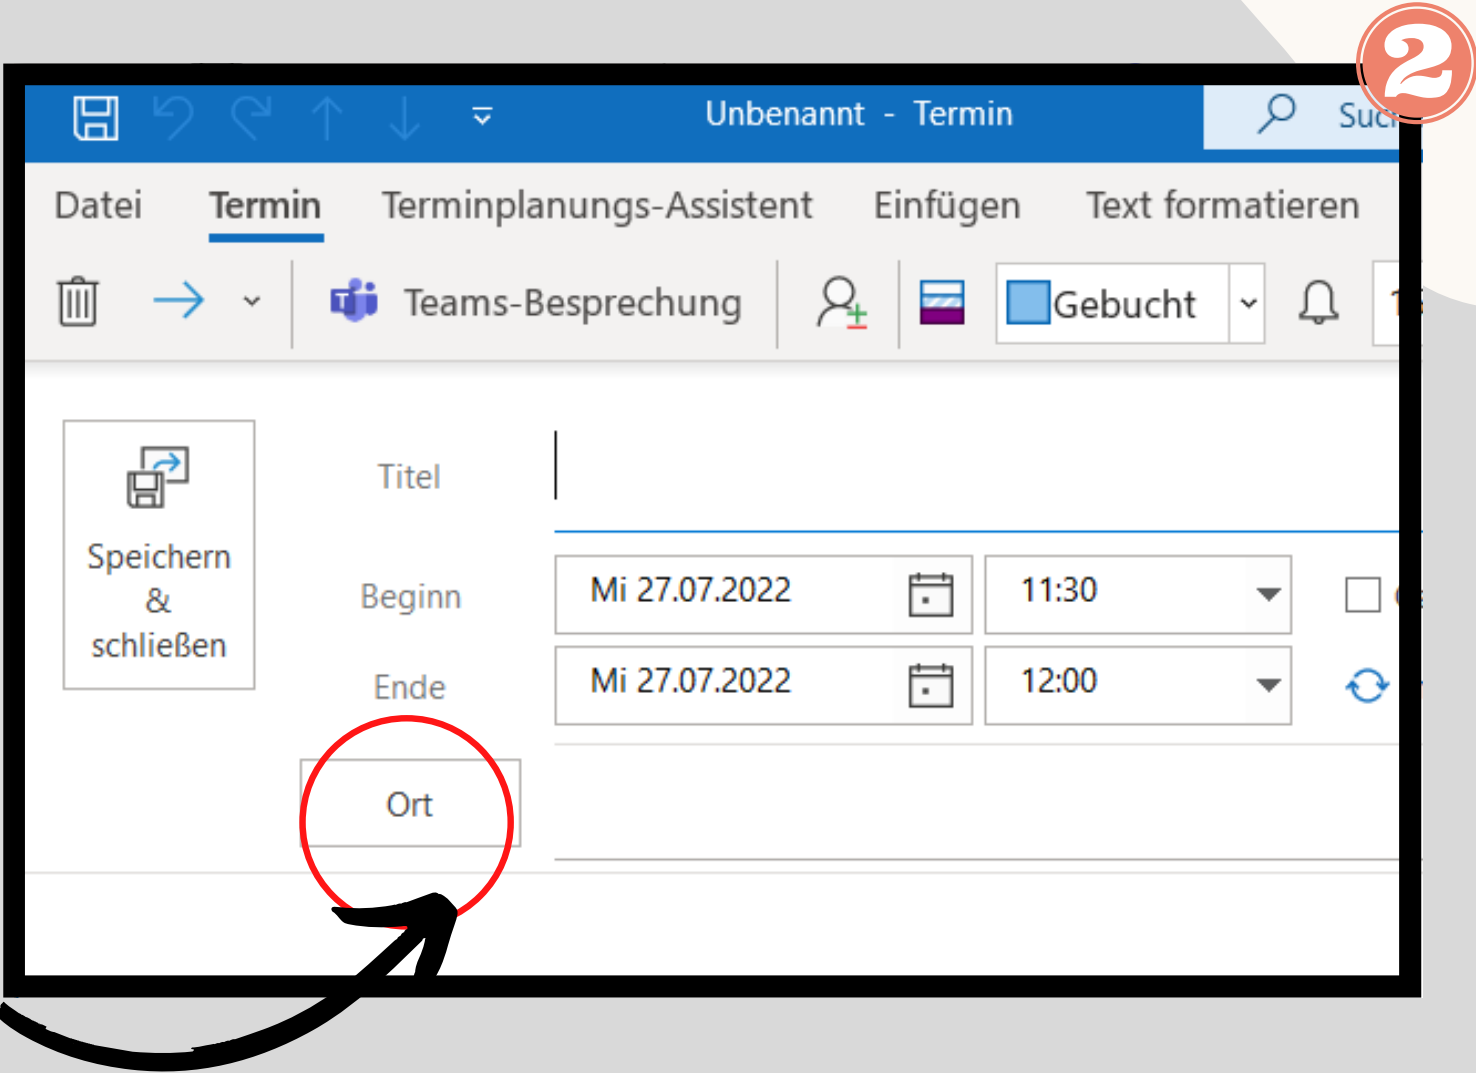 2
Unbenannt - Termin
Datei Termin Terminplanungs-Assistent Einfügen Text formatieren
Teams-Besprechung Gebucht
Titel
Speichern
&
schließen
Beginn Mi 27.07.2022 11:30
Ende Mi 27.07.2022 12:00
Ort